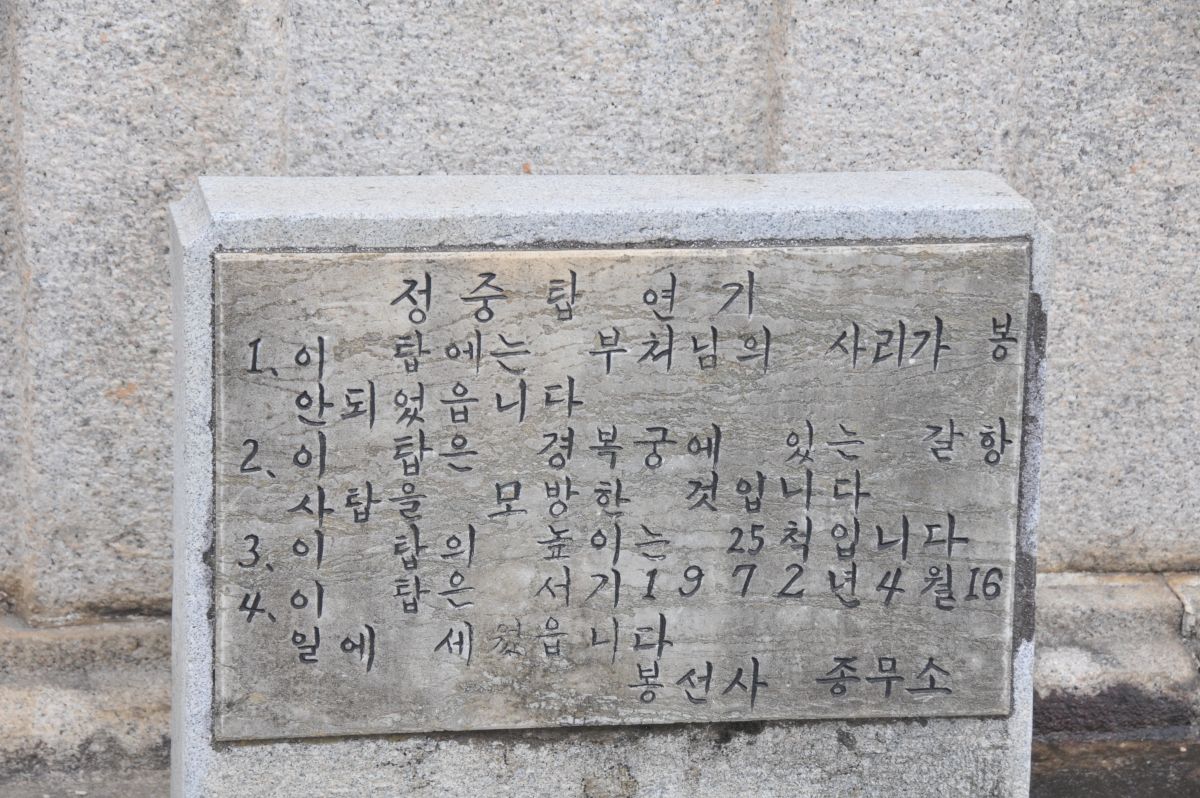 정중탑 연기
1. 이 탑에는 부처님의 사리가 봉
안되었읍니다
2. 이 탑은 경복궁에 있는 갈항
사탑을 모방한 것입니다
3. 이 탑의 높이는 25척입니다
4. 이 탑은 서기1972년4월16
일에 세웠읍니다
봉선사 종무소